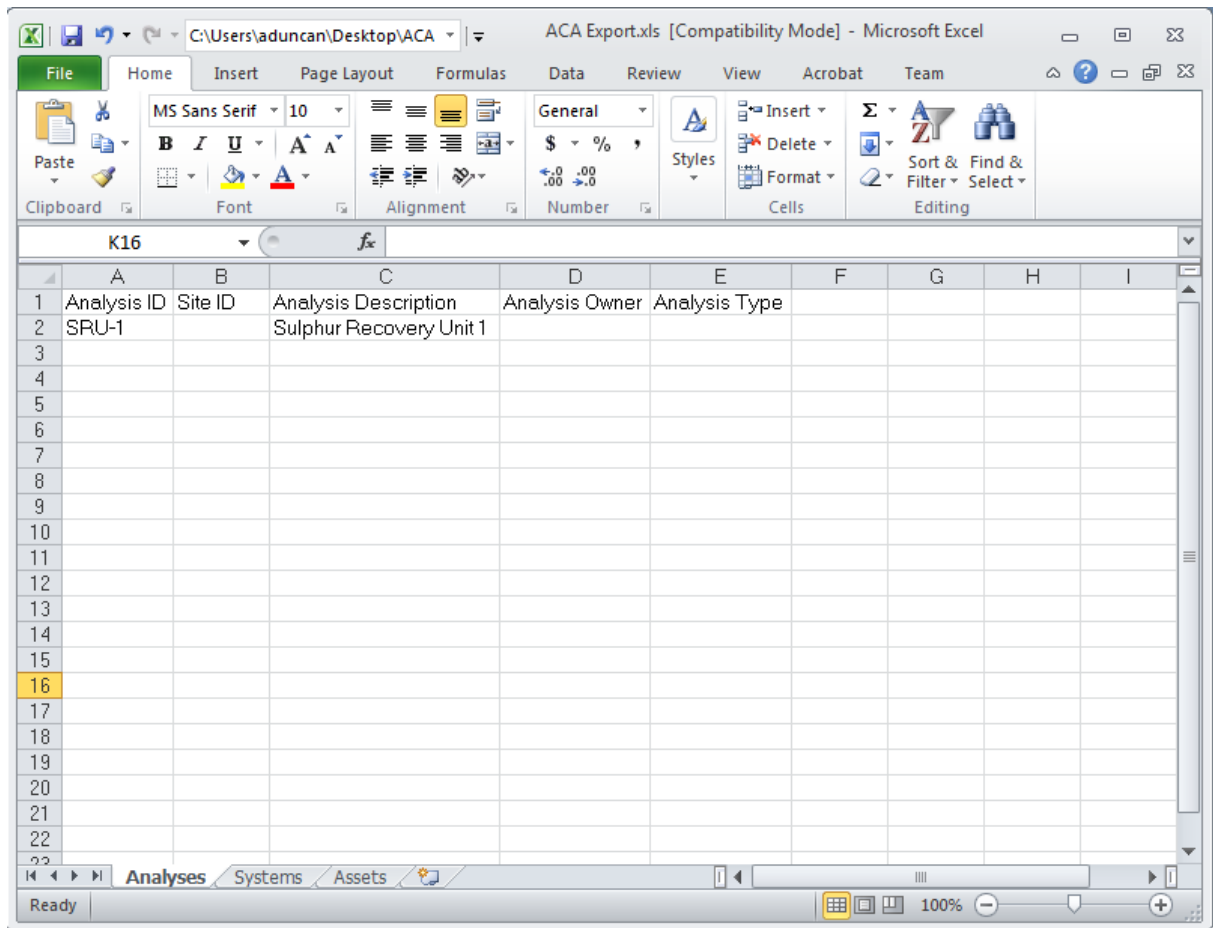 C:\Users\aduncan\Desktop\ACA ACA Export.xls [Compatibility Mode] - Microsoft Excel
File Home Insert Page Layout Formulas Data Review View Acrobat Team
MS Sans Serif 10 General Insert Σ
B I U A A $ % , Delete
Paste Styles Sort & Find &
A .00 .0 Format Filter Select
Clipboard Font Alignment Number Cells Editing
K16 fx
A B C D E F G H I
1 Analysis ID Site ID Analysis Description Analysis Owner Analysis Type
2 SRU-1 Sulphur Recovery Unit 1
3
4
5
6
7
8
9
10
11
12
13
14
15
16
17
18
19
20
21
22
23
Analyses Systems Assets
Ready 100%